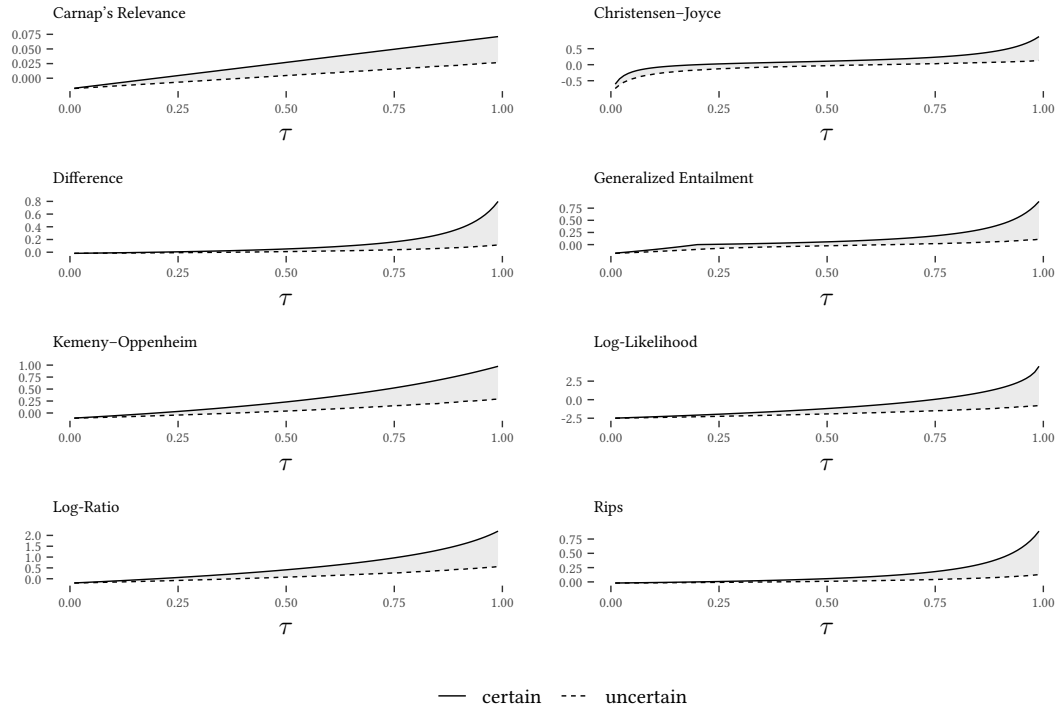 Carnap's Relevance
0.075
0.050
0.025
0.000
0.00 0.25 0.50 0.75 1.00
τ
Christensen–Joyce
0.5
0.0
-0.5
0.00 0.25 0.50 0.75 1.00
τ
Difference
0.8
0.6
0.4
0.2
0.0
0.00 0.25 0.50 0.75 1.00
τ
Generalized Entailment
0.75
0.50
0.25
0.00
0.00 0.25 0.50 0.75 1.00
τ
Kemeny–Oppenheim
1.00
0.75
0.50
0.25
0.00
0.00 0.25 0.50 0.75 1.00
τ
Log-Likelihood
2.5
0.0
-2.5
0.00 0.25 0.50 0.75 1.00
τ
Log-Ratio
2.0
1.5
1.0
0.5
0.0
0.00 0.25 0.50 0.75 1.00
τ
Rips
0.75
0.50
0.25
0.00
0.00 0.25 0.50 0.75 1.00
τ
certain uncertain